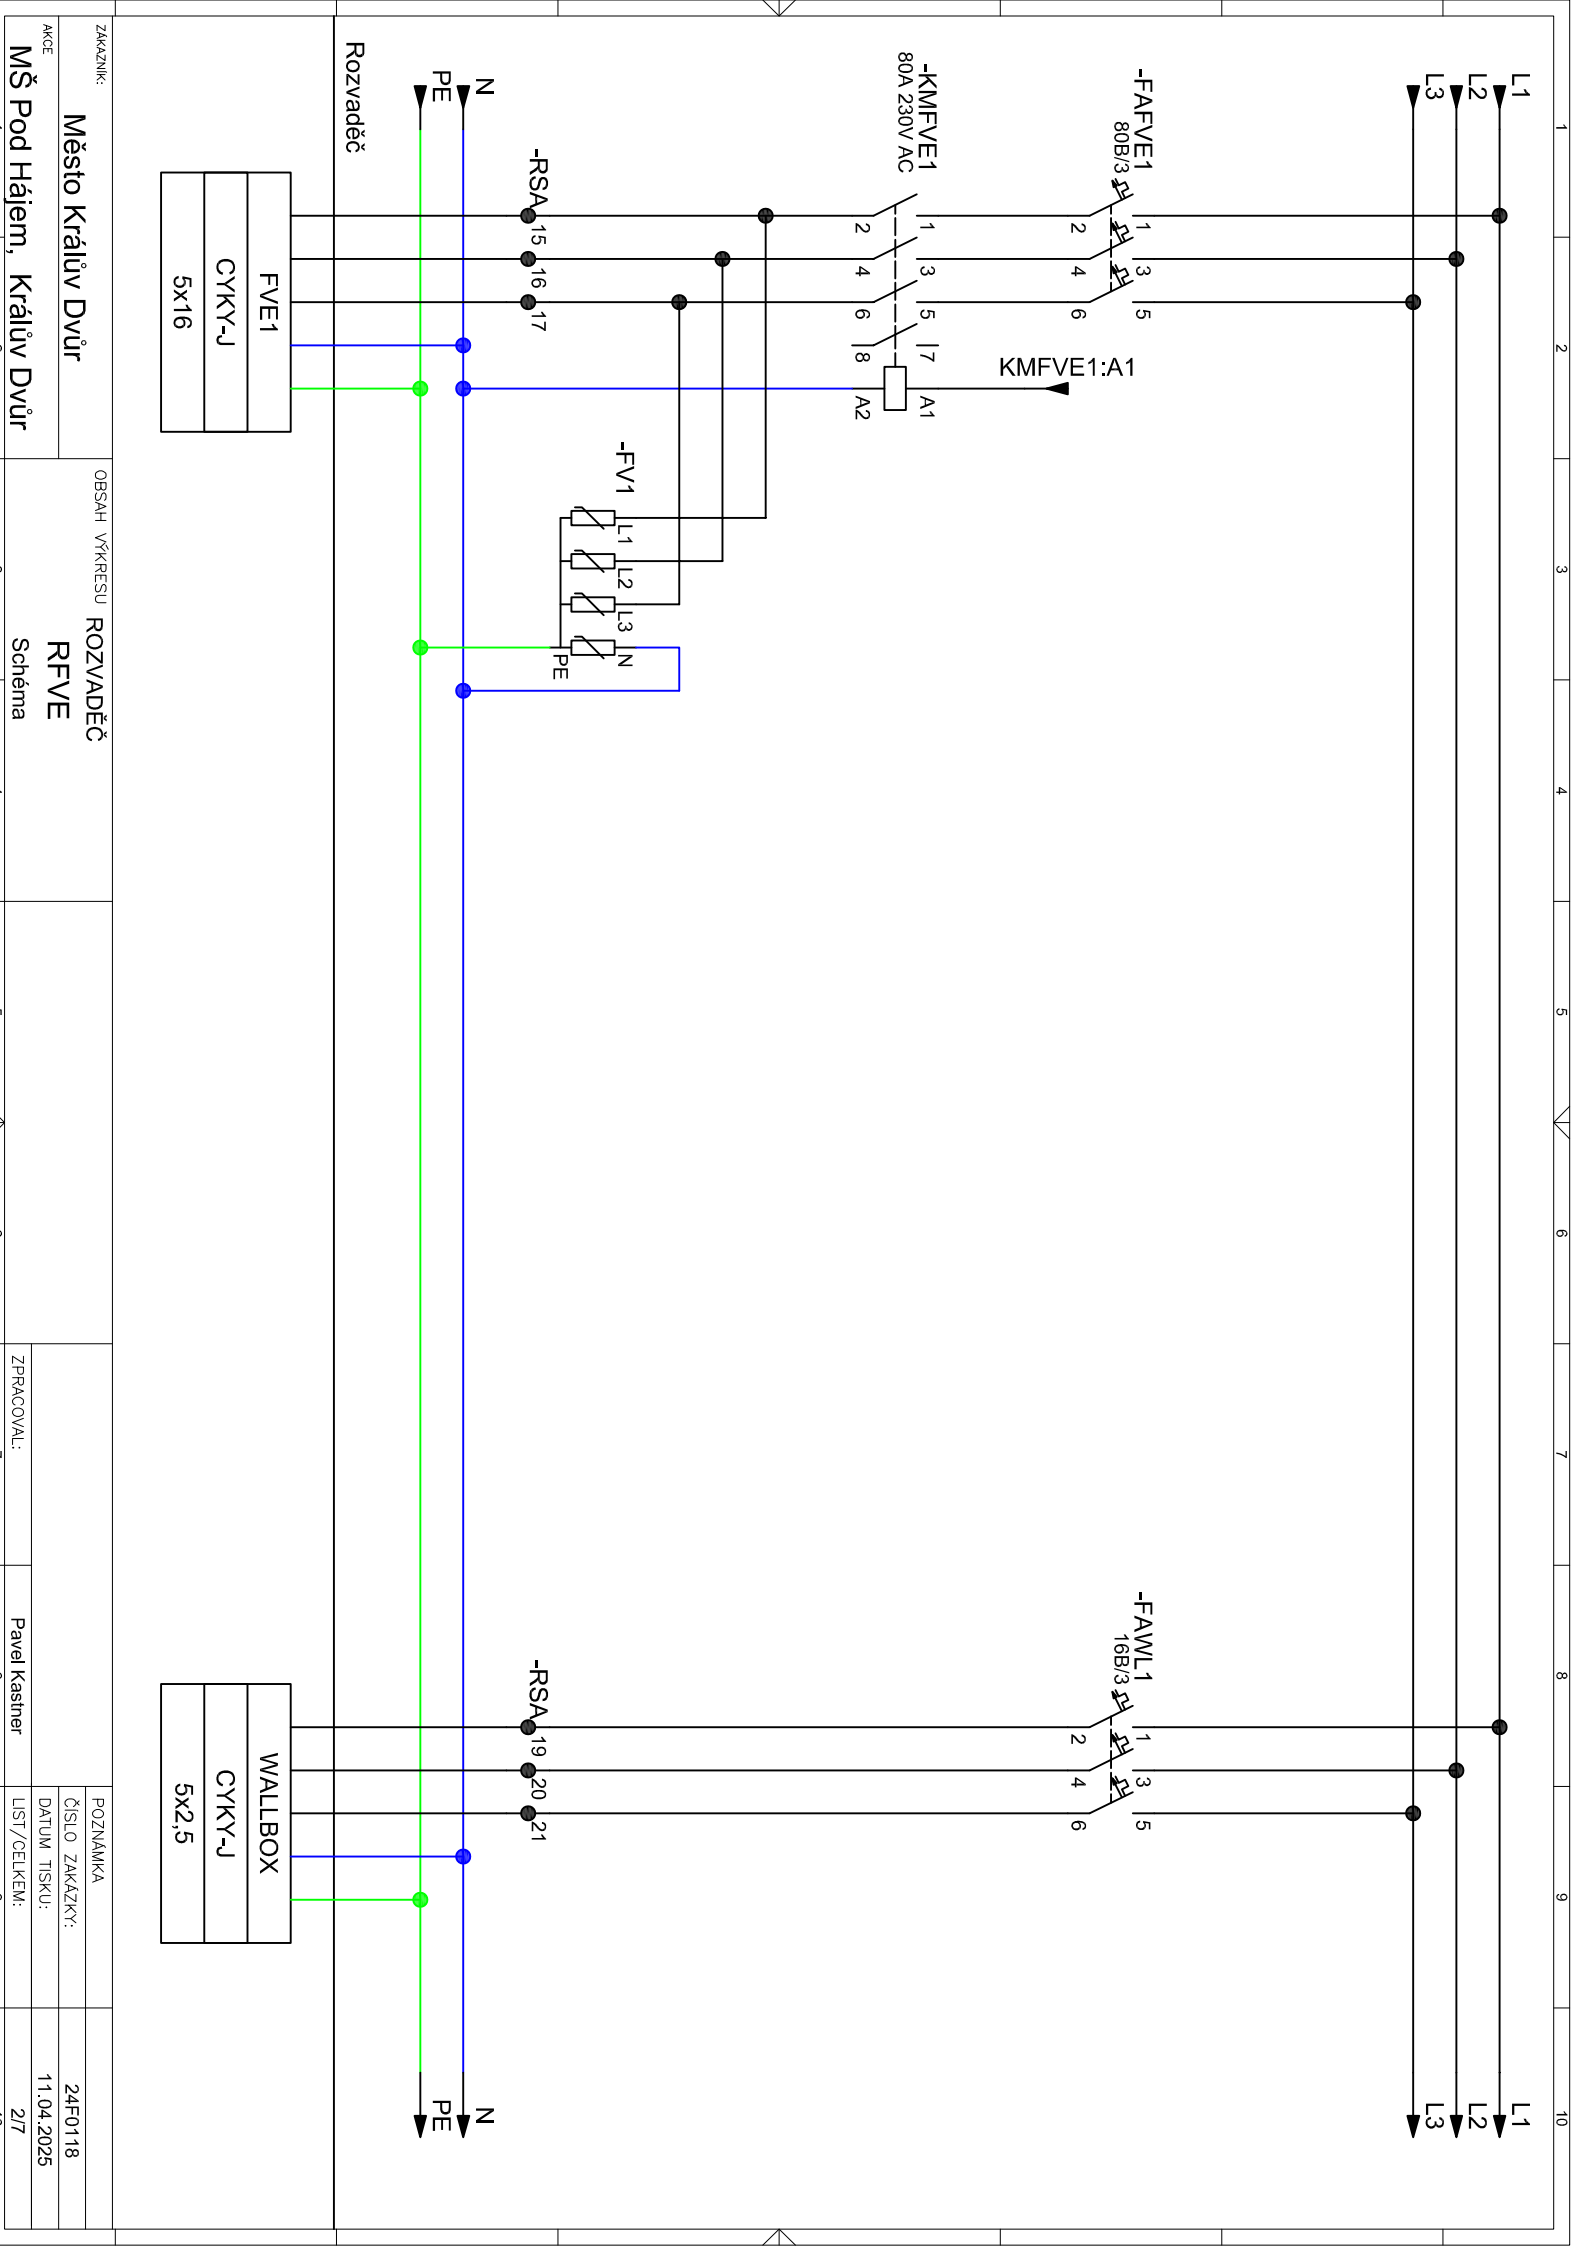 1 2 3 4 5 6 7 8 9 10
L1 L1
L2 L2
L3 L3
-FAFVE1
80B/3
1 3 5
2 4 6
-FAWL1
16B/3
1 3 5
2 4 6
KMFVE1:A1
-KMFVE1
80A 230V AC
1 3 5 7 A1
2 4 6 8 A2
-FV1
L1 L2 L3 N
PE
-RSA
15 16 17
-RSA
19 20 21
N N
PE PE
Rozvaděč
FVE1
CYKY-J
5x16
WALLBOX
CYKY-J
5x2,5
ZÁKAZNÍK:
Město Králův Dvůr
AKCE
MŠ Pod Hájem, Králův Dvůr
OBSAH VÝKRESU ROZVADĚČ
RFVE
Schéma
ZPRACOVAL:
Pavel Kastner
POZNÁMKA
ČÍSLO ZAKÁZKY: 24F0118
DATUM TISKU: 11.04.2025
LIST/CELKEM: 2/7